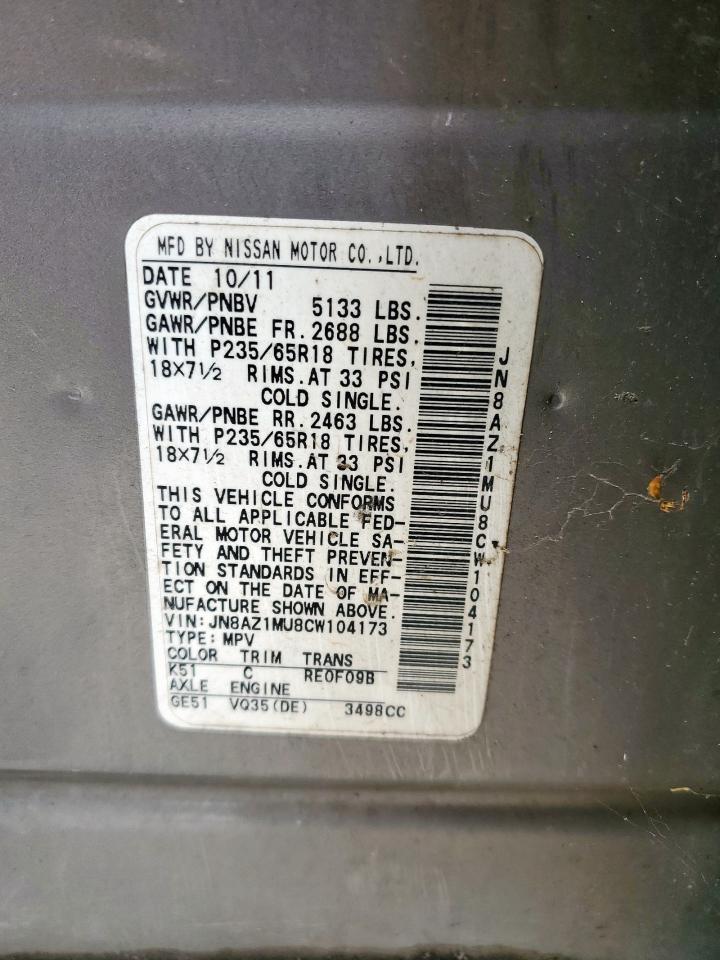 MFD BY NISSAN MOTOR CO.,LTD.
DATE 10/11
GVWR/PNBV 5133 LBS.
GAWR/PNBE FR. 2688 LBS.
WITH P235/65R18 TIRES,
18×7½ RIMS.AT 33 PSI
COLD SINGLE.
GAWR/PNBE RR. 2463 LBS.
WITH P235/65R18 TIRES,
18×7½ RIMS.AT 33 PSI
COLD SINGLE.
THIS VEHICLE CONFORMS
TO ALL APPLICABLE FED-
ERAL MOTOR VEHICLE SA-
FETY AND THEFT PREVEN-
TION STANDARDS IN EFF-
ECT ON THE DATE OF MA-
NUFACTURE SHOWN ABOVE.
VIN:JN8AZ1MU8CW104173
TYPE:MPV
COLOR TRIM TRANS
K51 C RE0F09B
AXLE ENGINE
GE51 VQ35(DE) 3498CC
JN8AZ1MU8CW104173